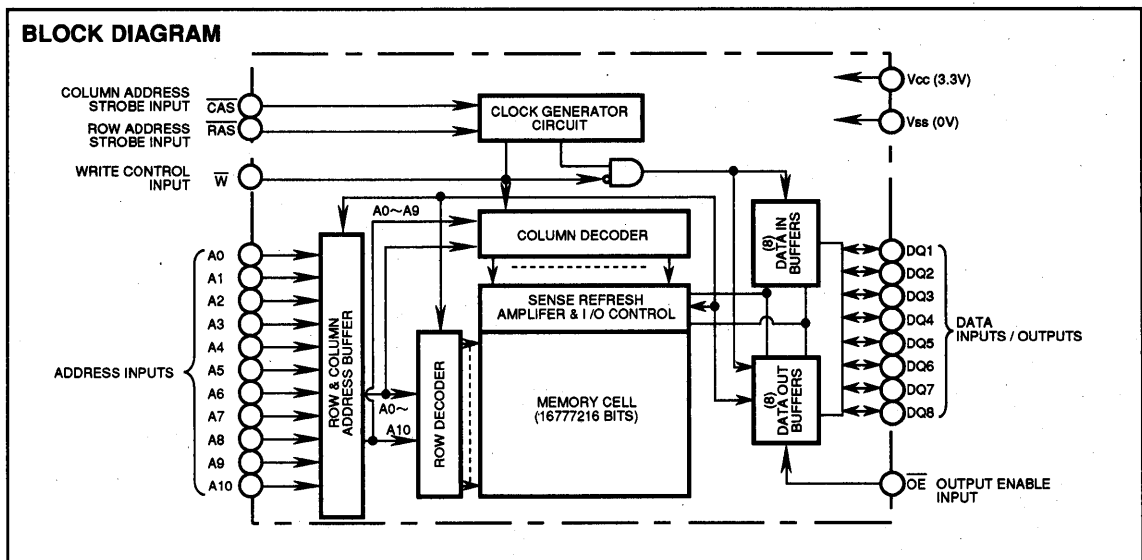 BLOCK DIAGRAM
COLUMN ADDRESS
STROBE INPUT
CAS
ROW ADDRESS
STROBE INPUT
RAS
WRITE CONTROL
INPUT
W
CLOCK GENERATOR
CIRCUIT
Vcc (3.3V)
Vss (0V)
A0~A9
COLUMN DECODER
(8)
DATA IN
BUFFERS
ADDRESS INPUTS
A0
A1
A2
A3
A4
A5
A6
A7
A8
A9
A10
ROW & COLUMN
ADDRESS BUFFER
A0~
A10
ROW DECODER
SENSE REFRESH
AMPLIFER & I /O CONTROL
MEMORY CELL
(16777216 BITS)
(8)
DATA OUT
BUFFERS
DQ1
DQ2
DQ3
DQ4
DQ5
DQ6
DQ7
DQ8
DATA
INPUTS / OUTPUTS
OE OUTPUT ENABLE
INPUT